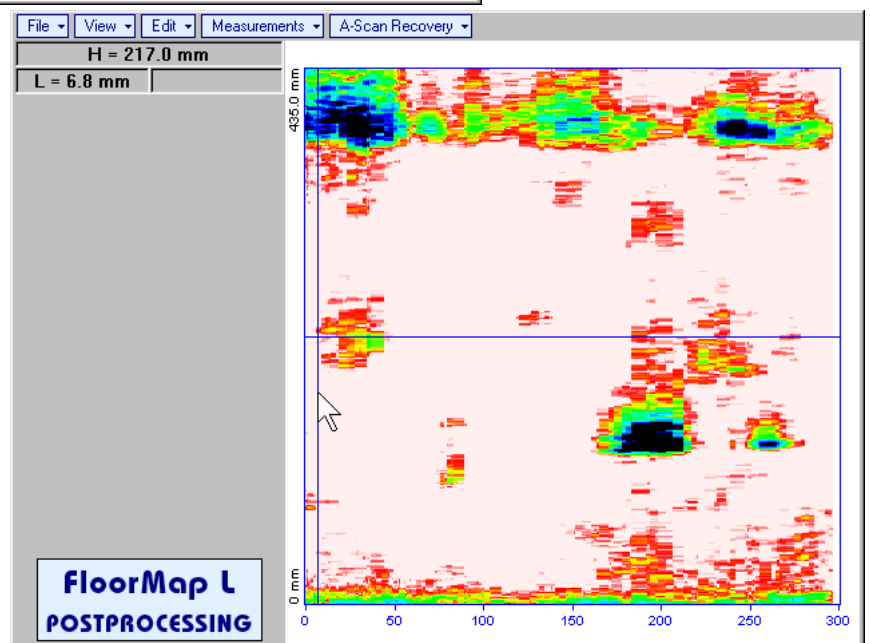 File View Edit Measurements A-Scan Recovery
H = 217.0 mm
L = 6.8 mm
435.0 mm
0 mm
0 50 100 150 200 250 300
FloorMap L
POSTPROCESSING